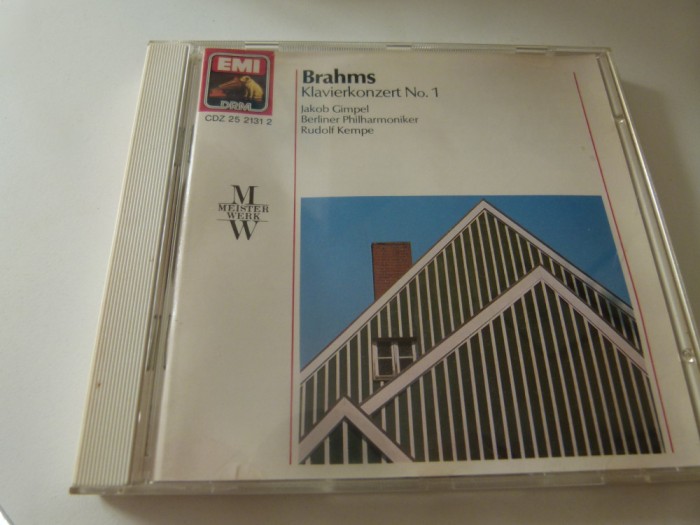 EMI
DRM
CDZ 25 2131 2
Brahms
Klavierkonzert No. 1
Jakob Gimpel
Berliner Philharmoniker
Rudolf Kempe
M
MEISTER
WERK
W